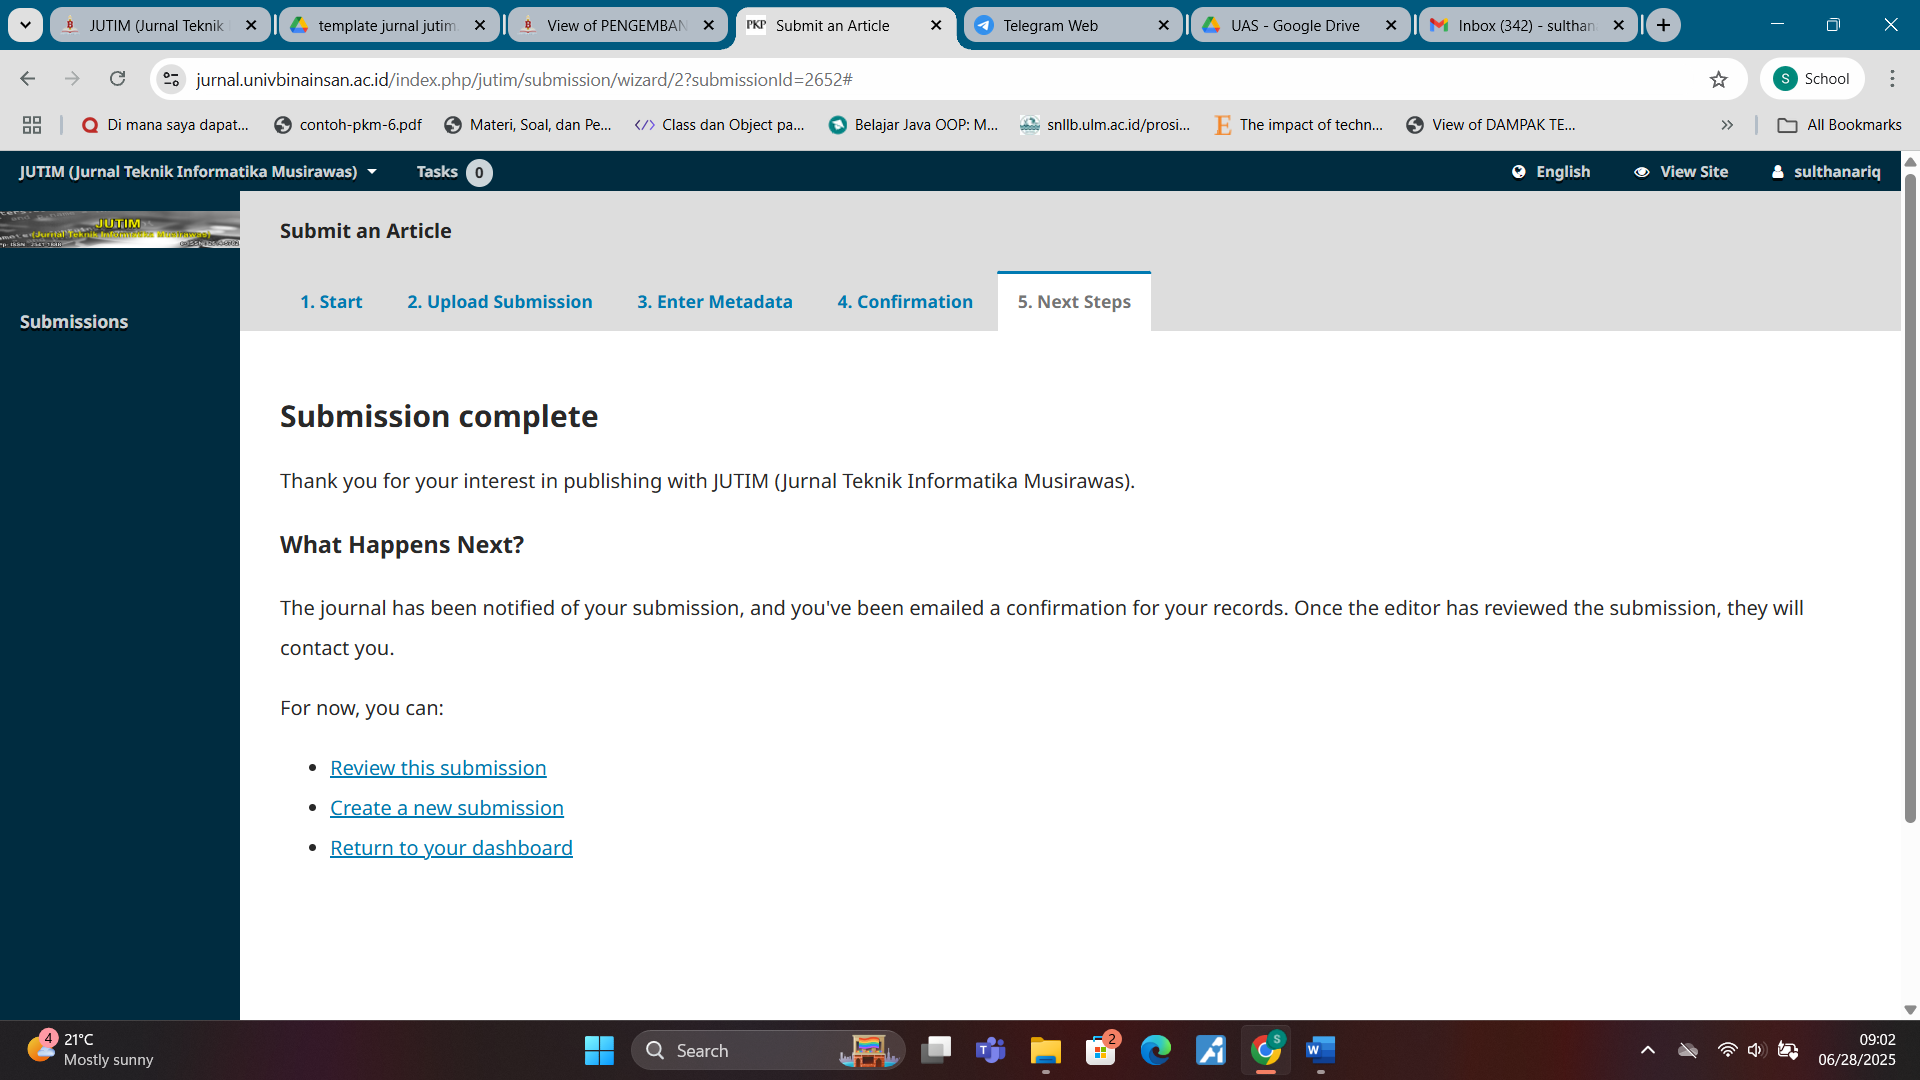 JUTIM (Jurnal Teknik
template jurnal jutim.
View of PENGEMBAN
PKP Submit an Article
Telegram Web
UAS - Google Drive
Inbox (342) - sulthan
jurnal.univbinainsan.ac.id/index.php/jutim/submission/wizard/2?submissionId=2652#
S School
Di mana saya dapat...
contoh-pkm-6.pdf
Materi, Soal, dan Pe...
Class dan Object pa...
Belajar Java OOP: M...
snllb.ulm.ac.id/prosi...
The impact of techn...
View of DAMPAK TE...
All Bookmarks
JUTIM (Jurnal Teknik Informatika Musirawas)
Tasks 0
English
View Site
sulthanariq
JUTIM
(Jurnal Teknik Informatika Musirawas)
Submissions
Submit an Article
1. Start
2. Upload Submission
3. Enter Metadata
4. Confirmation
5. Next Steps
Submission complete
Thank you for your interest in publishing with JUTIM (Jurnal Teknik Informatika Musirawas).
What Happens Next?
The journal has been notified of your submission, and you've been emailed a confirmation for your records. Once the editor has reviewed the submission, they will
contact you.
For now, you can:
Review this submission
Create a new submission
Return to your dashboard
4
21°C
Mostly sunny
Search
2
S
09:02
06/28/2025